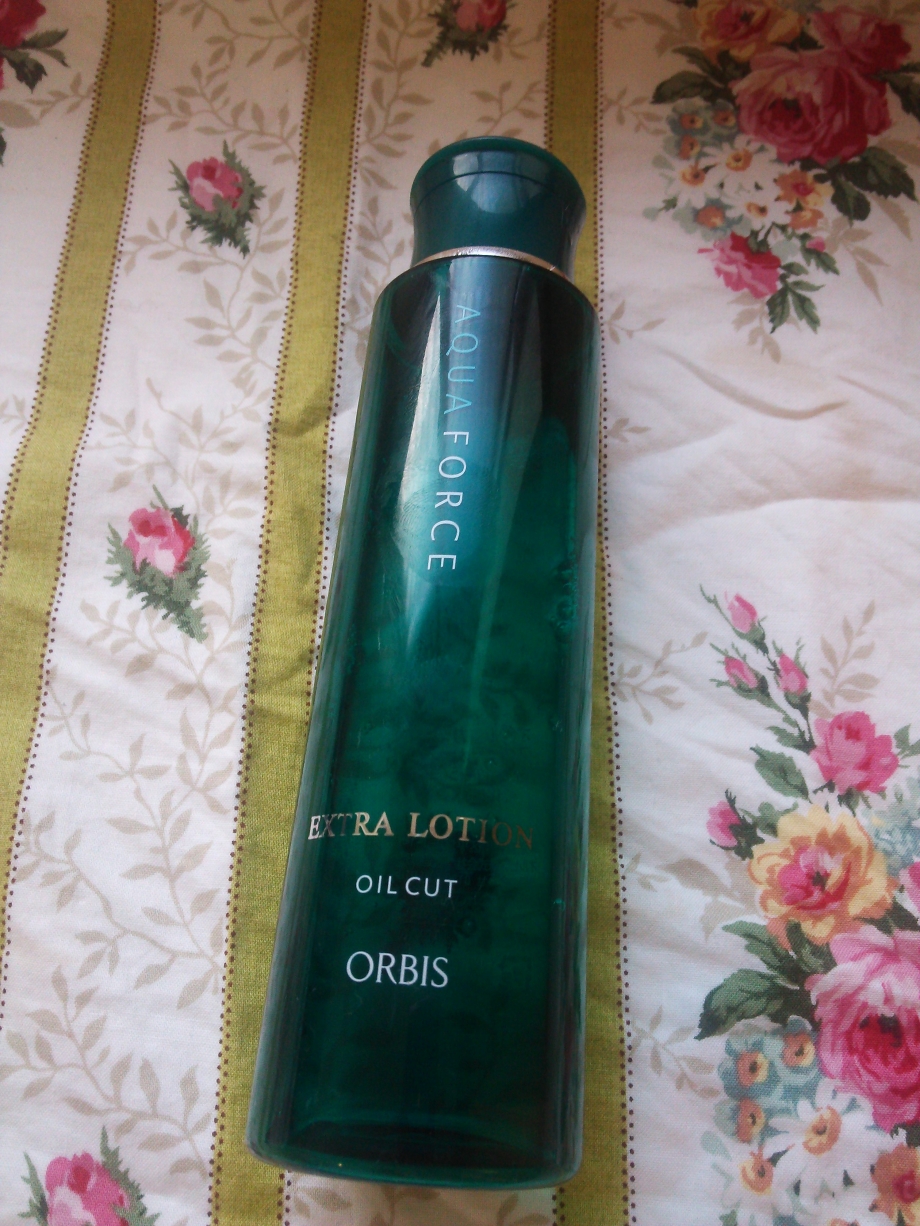 AQUA FORCE
EXTRA LOTION
OIL CUT
ORBIS